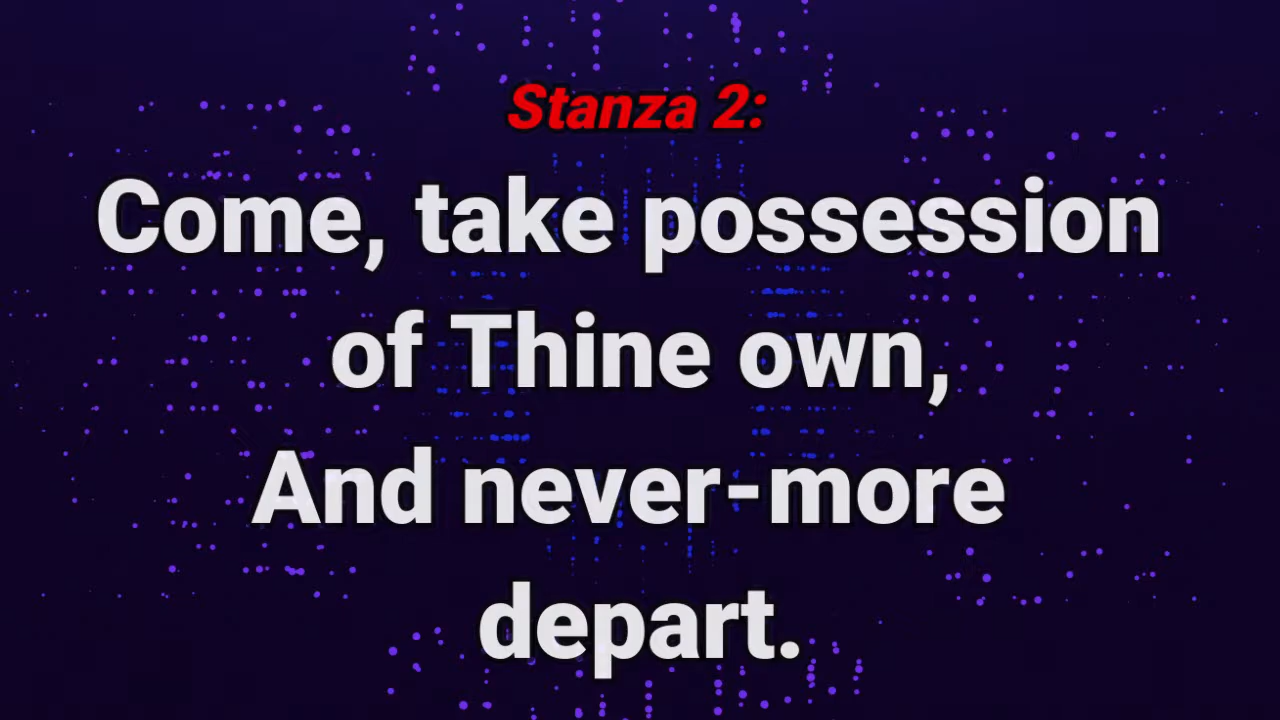 Stanza 2:
Come, take possession
of Thine own,
And never-more
depart.